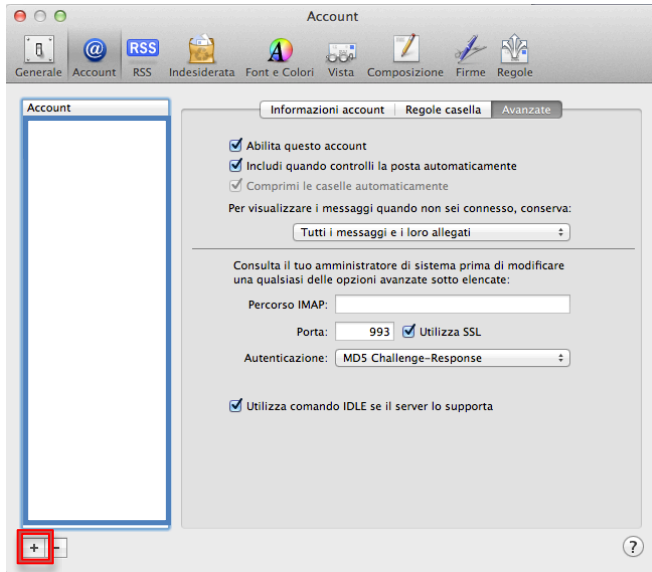 Account
RSS
Generale Account RSS Indesiderata Font e Colori Vista Composizione Firme Regole
Account
Informazioni account Regole casella Avanzate
Abilita questo account
Includi quando controlli la posta automaticamente
Comprimi le caselle automaticamente
Per visualizzare i messaggi quando non sei connesso, conserva:
Tutti i messaggi e i loro allegati
Consulta il tuo amministratore di sistema prima di modificare
una qualsiasi delle opzioni avanzate sotto elencate:
Percorso IMAP:
Porta: 993 Utilizza SSL
Autenticazione: MD5 Challenge-Response
Utilizza comando IDLE se il server lo supporta
+ − ?